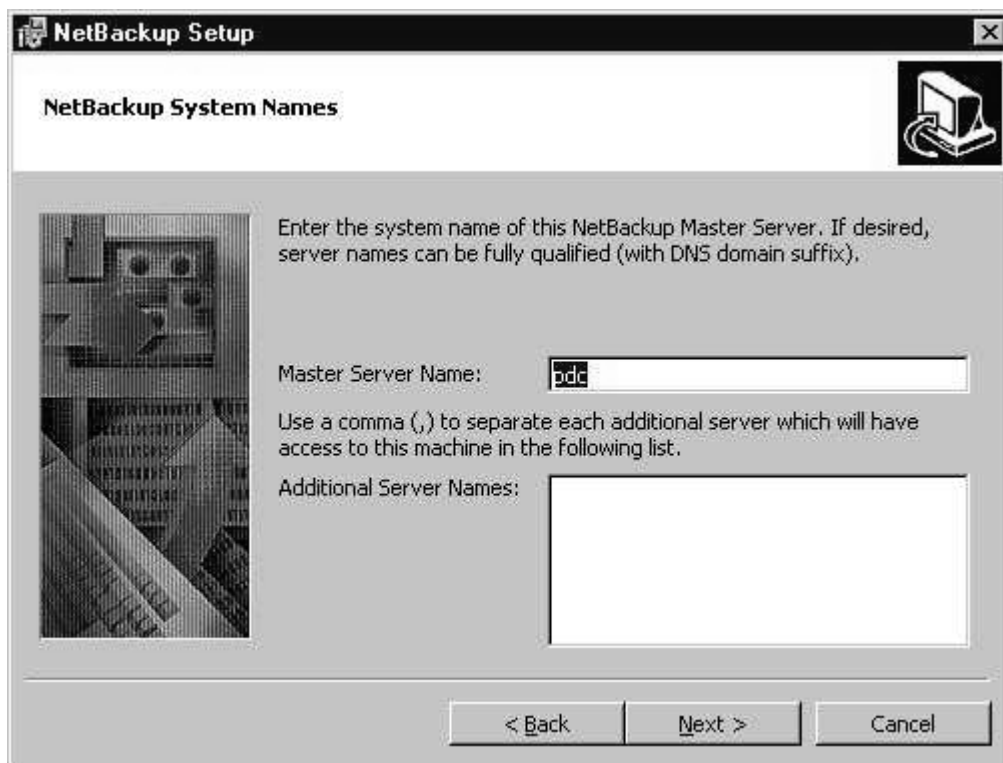 NetBackup Setup
NetBackup System Names
Enter the system name of this NetBackup Master Server. If desired,
server names can be fully qualified (with DNS domain suffix).
Master Server Name:
pdc
Use a comma (,) to separate each additional server which will have
access to this machine in the following list.
Additional Server Names:
< Back
Next >
Cancel